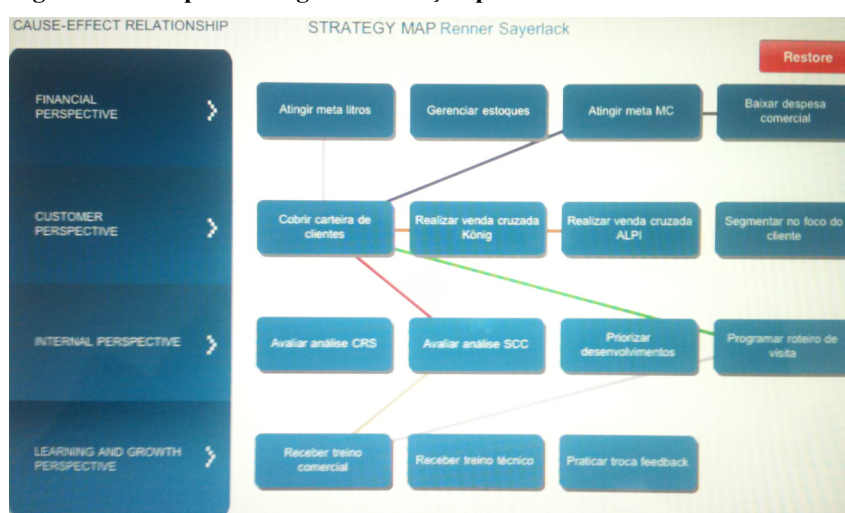 CAUSE-EFFECT RELATIONSHIP
STRATEGY MAP Renner Sayerlack
Restore
FINANCIAL
PERSPECTIVE
Atingir meta litros
Gerenciar estoques
Atingir meta MC
Baixar despesa
comercial
CUSTOMER
PERSPECTIVE
Cobrir carteira de
clientes
Realizar venda cruzada
König
Realizar venda cruzada
ALPI
Segmentar no foco do
cliente
INTERNAL PERSPECTIVE
Avaliar análise CRS
Avaliar análise SCC
Priorizar
desenvolvimentos
Programar roteiro de
visita
LEARNING AND GROWTH
PERSPECTIVE
Receber treino
comercial
Receber treino técnico
Praticar troca feedback